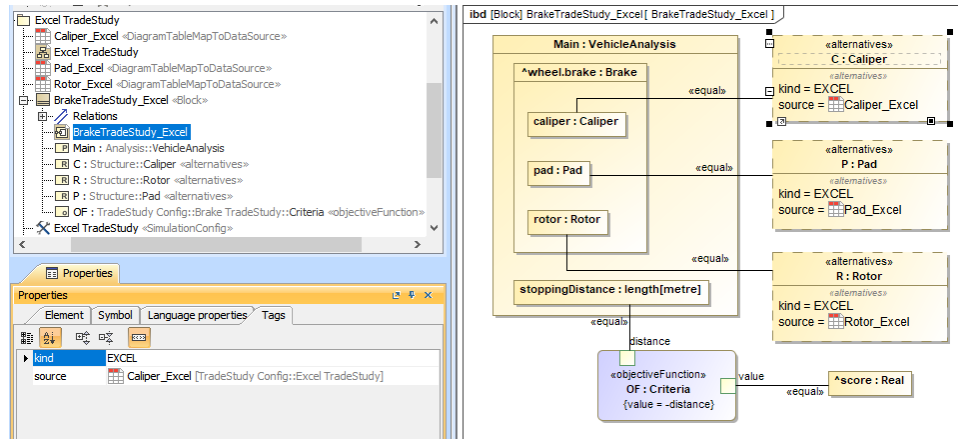 Excel TradeStudy
Caliper_Excel «DiagramTableMapToDataSource»
Excel TradeStudy
Pad_Excel «DiagramTableMapToDataSource»
Rotor_Excel «DiagramTableMapToDataSource»
BrakeTradeStudy_Excel «Block»
Relations
BrakeTradeStudy_Excel
P Main : Analysis::VehicleAnalysis
R C : Structure::Caliper «alternatives»
R R : Structure::Rotor «alternatives»
R P : Structure::Pad «alternatives»
o OF : TradeStudy Config::Brake TradeStudy::Criteria «objectiveFunction»
Excel TradeStudy «SimulationConfig»
Properties
Properties
Element Symbol Language properties Tags
kind EXCEL
source Caliper_Excel [TradeStudy Config::Excel TradeStudy]
ibd [Block] BrakeTradeStudy_Excel[ BrakeTradeStudy_Excel ]
Main : VehicleAnalysis
^wheel.brake : Brake
caliper : Caliper
pad : Pad
rotor : Rotor
stoppingDistance : length[metre]
«equal»
«equal»
«equal»
«equal»
distance
«objectiveFunction»
OF : Criteria
{value = -distance}
value
«equal»
^score : Real
«alternatives»
C : Caliper
«alternatives»
kind = EXCEL
source = Caliper_Excel
«alternatives»
P : Pad
«alternatives»
kind = EXCEL
source = Pad_Excel
«alternatives»
R : Rotor
«alternatives»
kind = EXCEL
source = Rotor_Excel